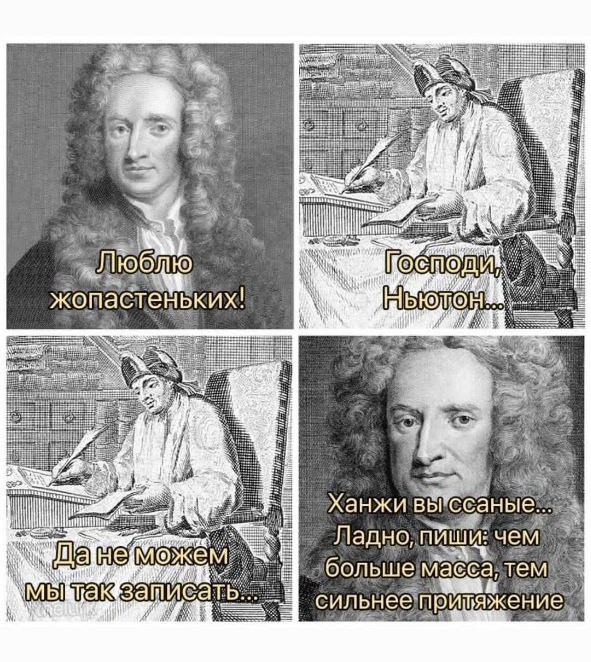 Люблю
жопастеньких!
Господи,
Ньютон...
Да не можем
мы так записать...
Ханжи вы ссаные...
Ладно, пиши: чем
больше масса, тем
сильнее притяжение